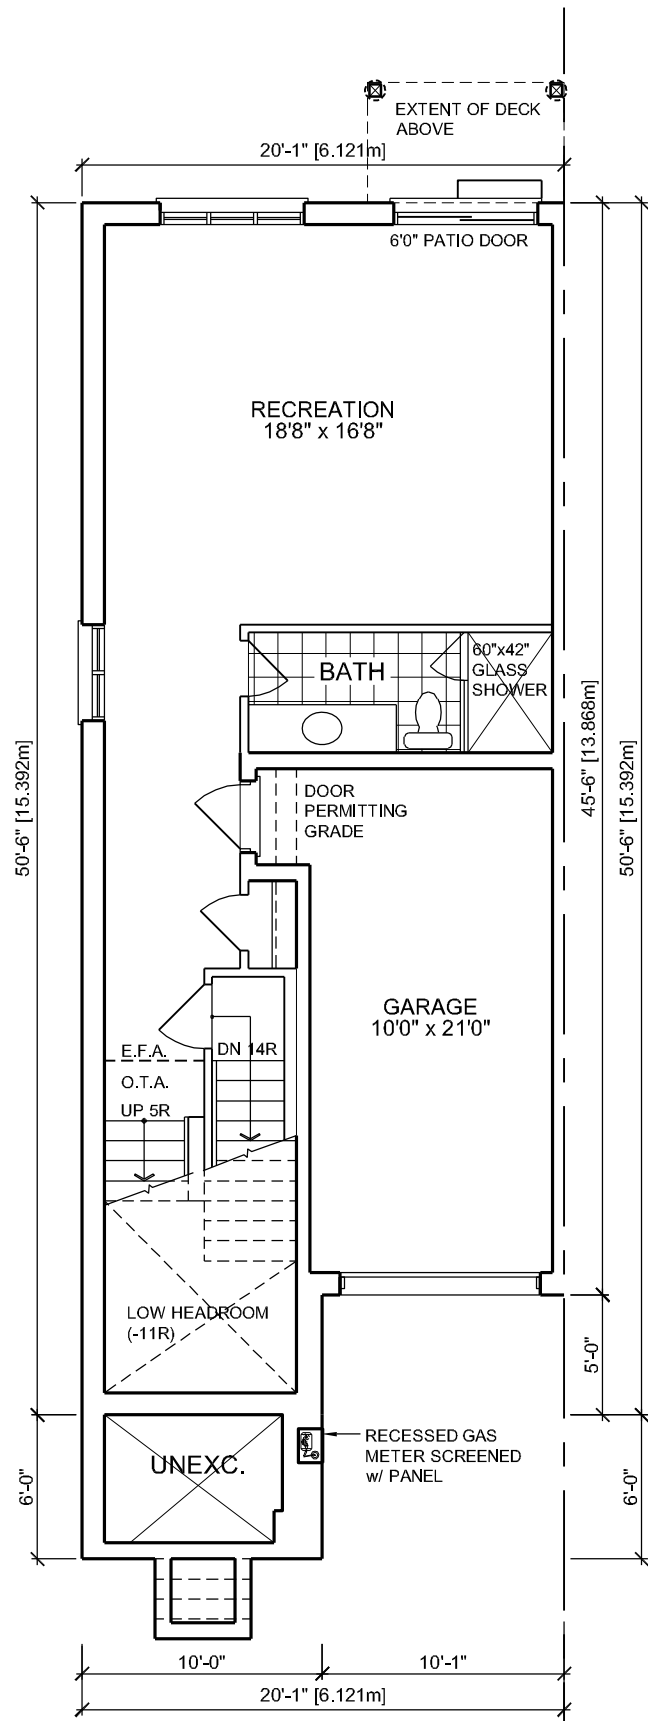 EXTENT OF DECK
ABOVE
20'-1" [6.121m]
6'0" PATIO DOOR
RECREATION
18'8" x 16'8"
60"x42"
GLASS
SHOWER
BATH
50'-6" [15.392m]
45'-6" [13.868m]
50'-6" [15.392m]
DOOR
PERMITTING
GRADE
GARAGE
10'0" x 21'0"
E.F.A.
DN 14R
O.T.A.
UP 5R
LOW HEADROOM
(-11R)
5'-0"
RECESSED GAS
METER SCREENED
w/ PANEL
UNEXC.
6'-0"
6'-0"
10'-0"
10'-1"
20'-1" [6.121m]